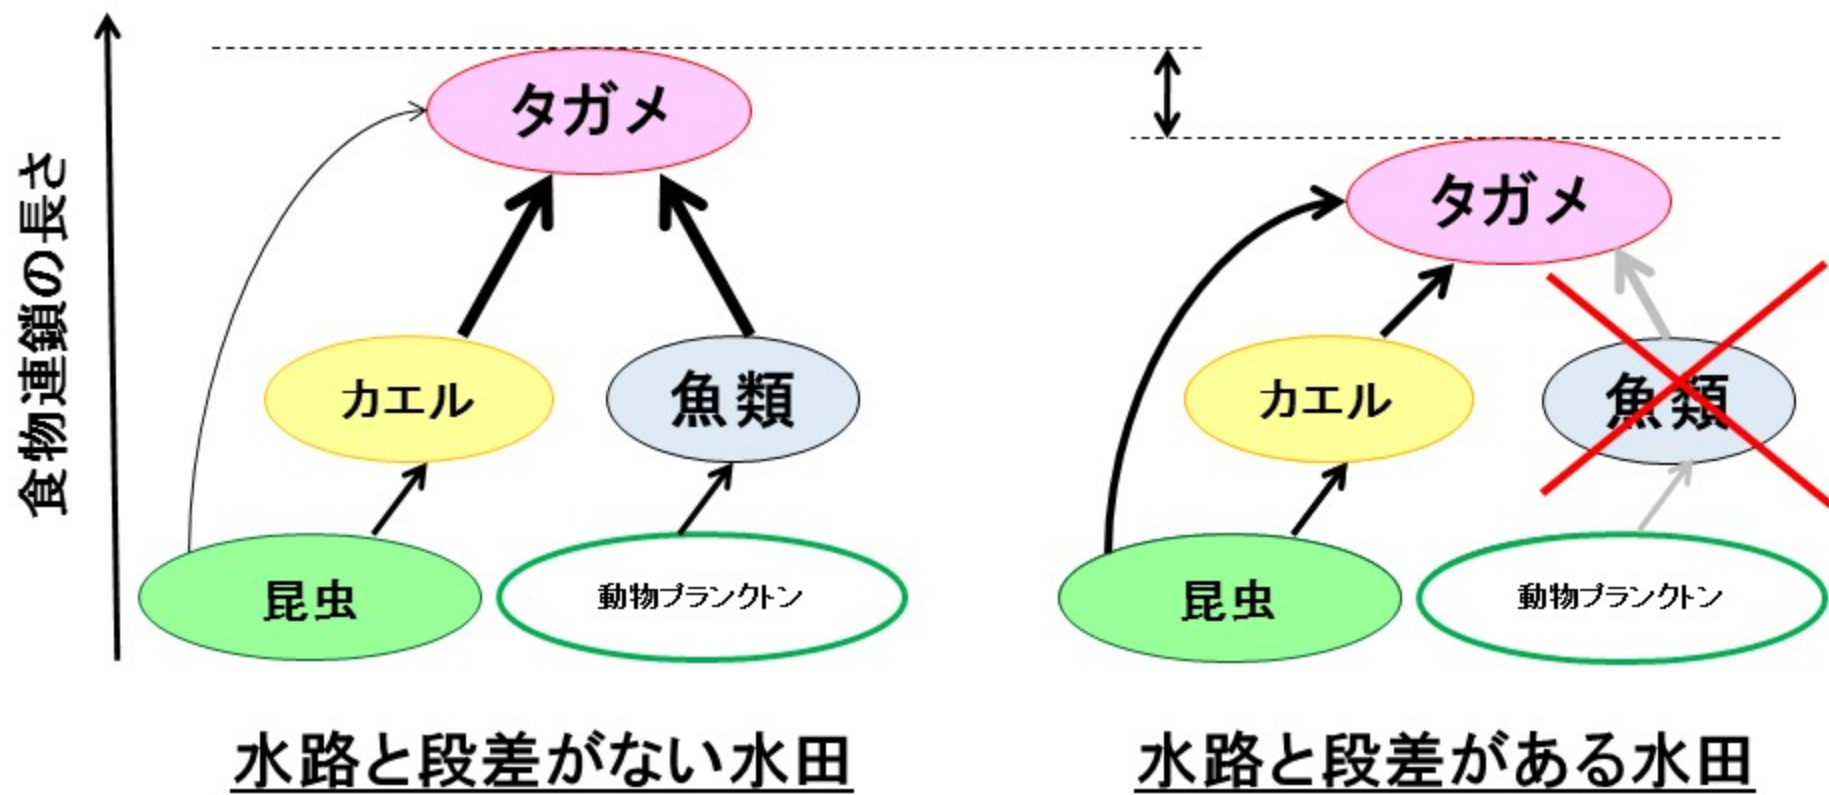 食物連鎖の長さ
タガメ
カエル
魚類
昆虫
動物プランクトン
水路と段差がない水田
タガメ
カエル
魚類
昆虫
動物プランクトン
水路と段差がある水田